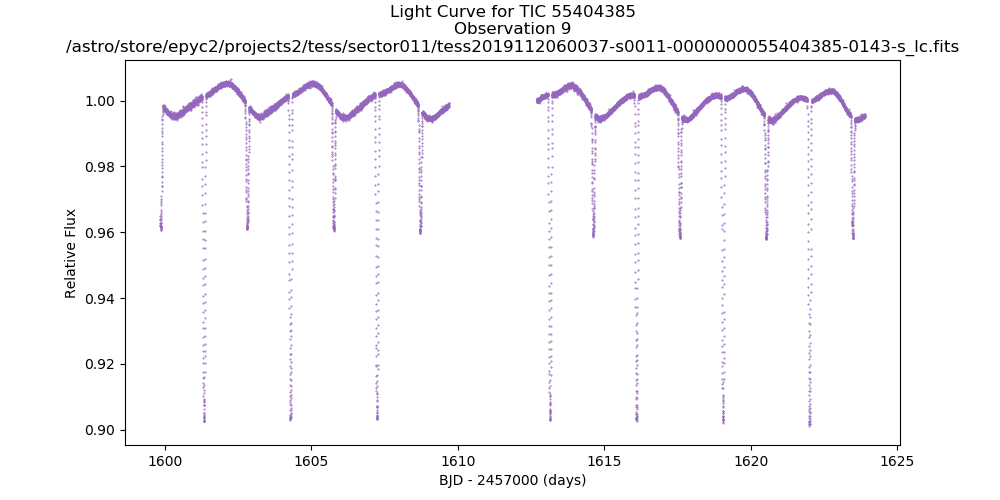 Light Curve for TIC 55404385
Observation 9
/astro/store/epyc2/projects2/tess/sector011/tess2019112060037-s0011-0000000055404385-0143-s_lc.fits
1.00
0.98
0.96
0.94
0.92
0.90
Relative Flux
1600
1605
1610
1615
1620
1625
BJD - 2457000 (days)